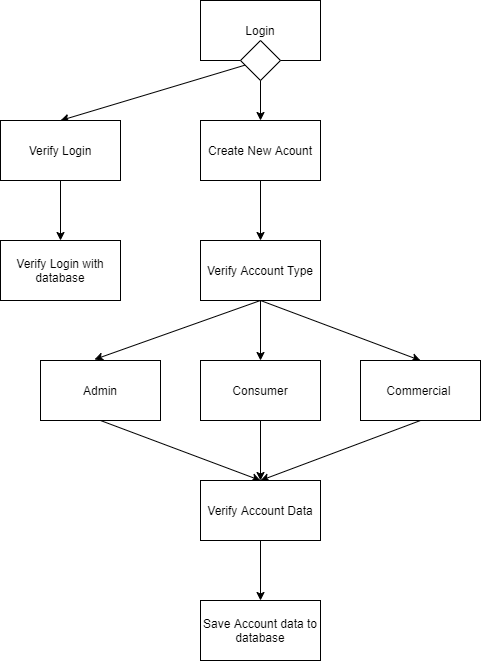 Login
Verify Login
Create New Acount
Verify Login with
database
Verify Account Type
Admin
Consumer
Commercial
Verify Account Data
Save Account data to
database